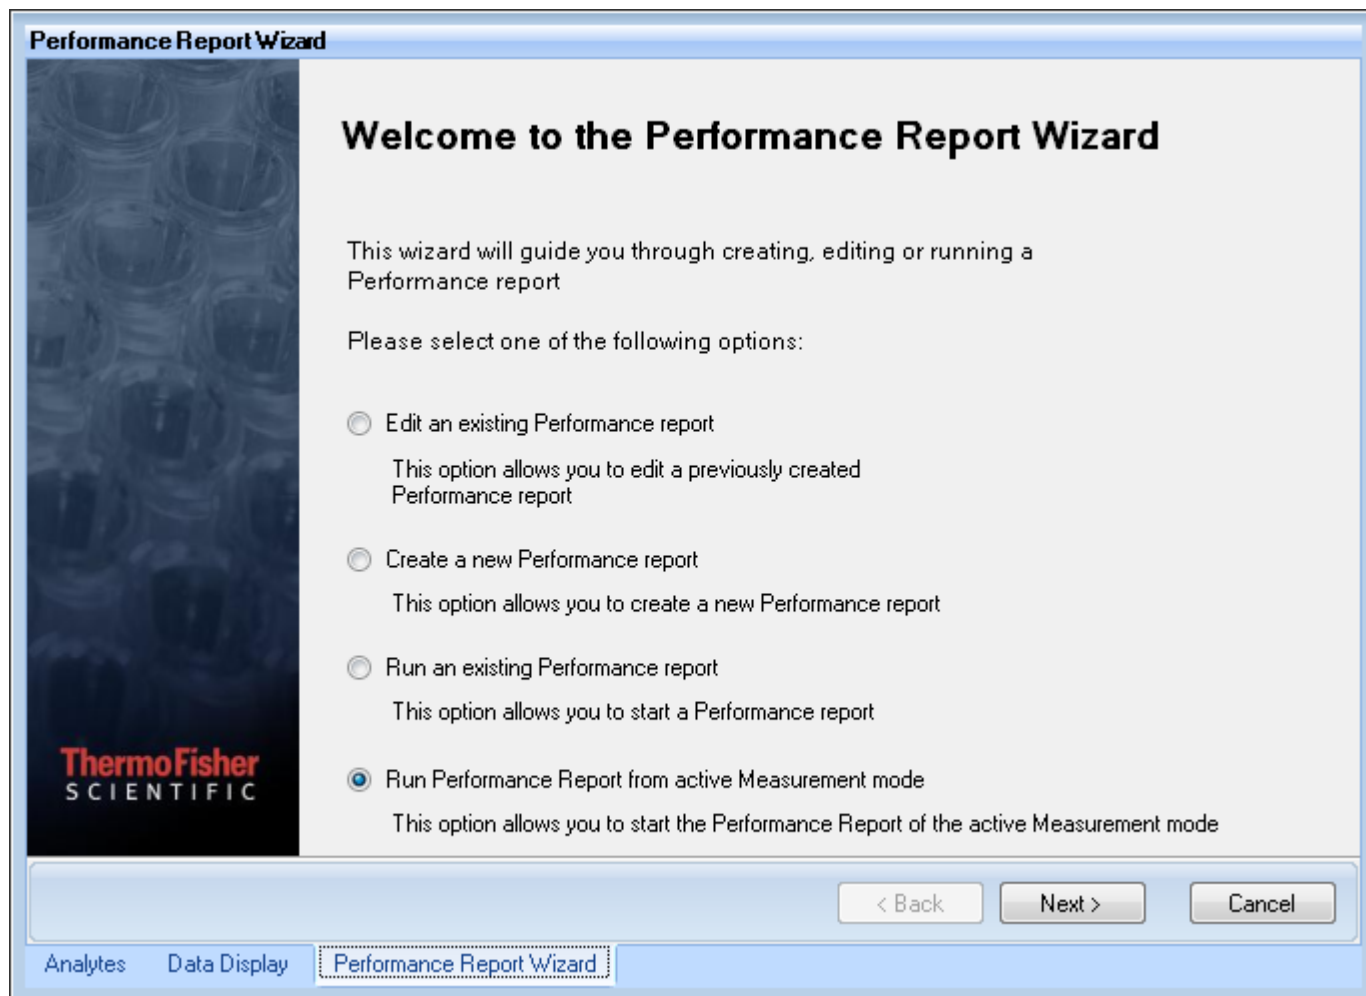 Performance Report Wizard
Welcome to the Performance Report Wizard
This wizard will guide you through creating, editing or running a
Performance report
Please select one of the following options:
Edit an existing Performance report
This option allows you to edit a previously created
Performance report
Create a new Performance report
This option allows you to create a new Performance report
Run an existing Performance report
This option allows you to start a Performance report
Run Performance Report from active Measurement mode
This option allows you to start the Performance Report of the active Measurement mode
ThermoFisher
SCIENTIFIC
< Back
Next >
Cancel
Analytes
Data Display
Performance Report Wizard